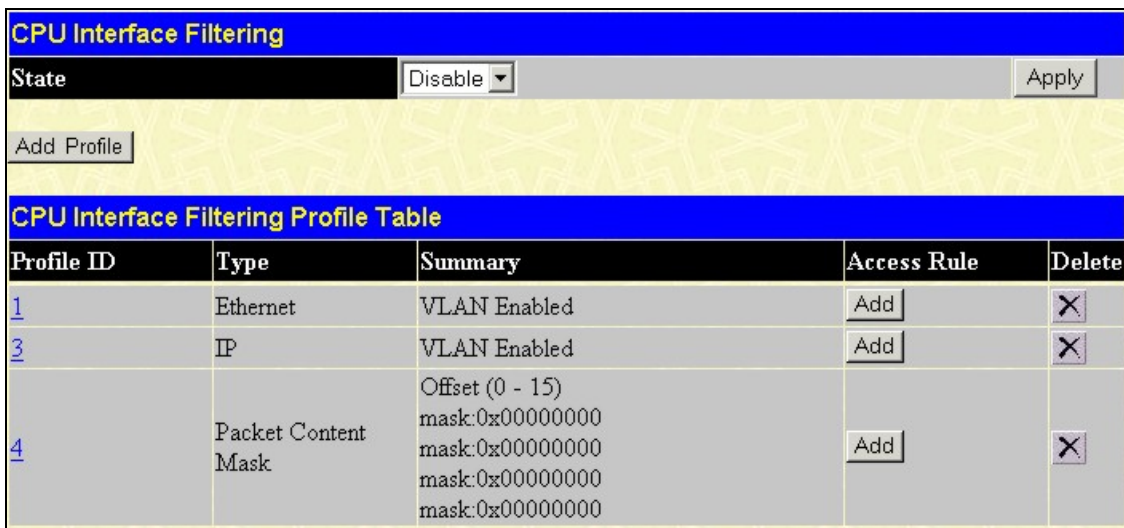 CPU Interface Filtering
State Disable Apply
Add Profile
CPU Interface Filtering Profile Table
Profile ID Type Summary Access Rule Delete
1 Ethernet VLAN Enabled Add
3 IP VLAN Enabled Add
4 Packet Content Mask Offset (0 - 15)
mask:0x00000000
mask:0x00000000
mask:0x00000000
mask:0x00000000 Add